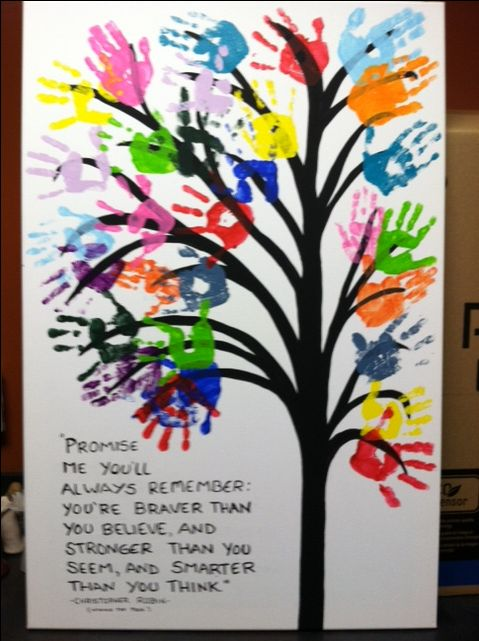 "PROMISE
ME YOU'LL
ALWAYS REMEMBER:
YOU'RE BRAVER THAN
YOU BELIEVE, AND
STRONGER THAN YOU
SEEM, AND SMARTER
THAN YOU THINK"
-CHRISTOPHER ROBIN-
ensor